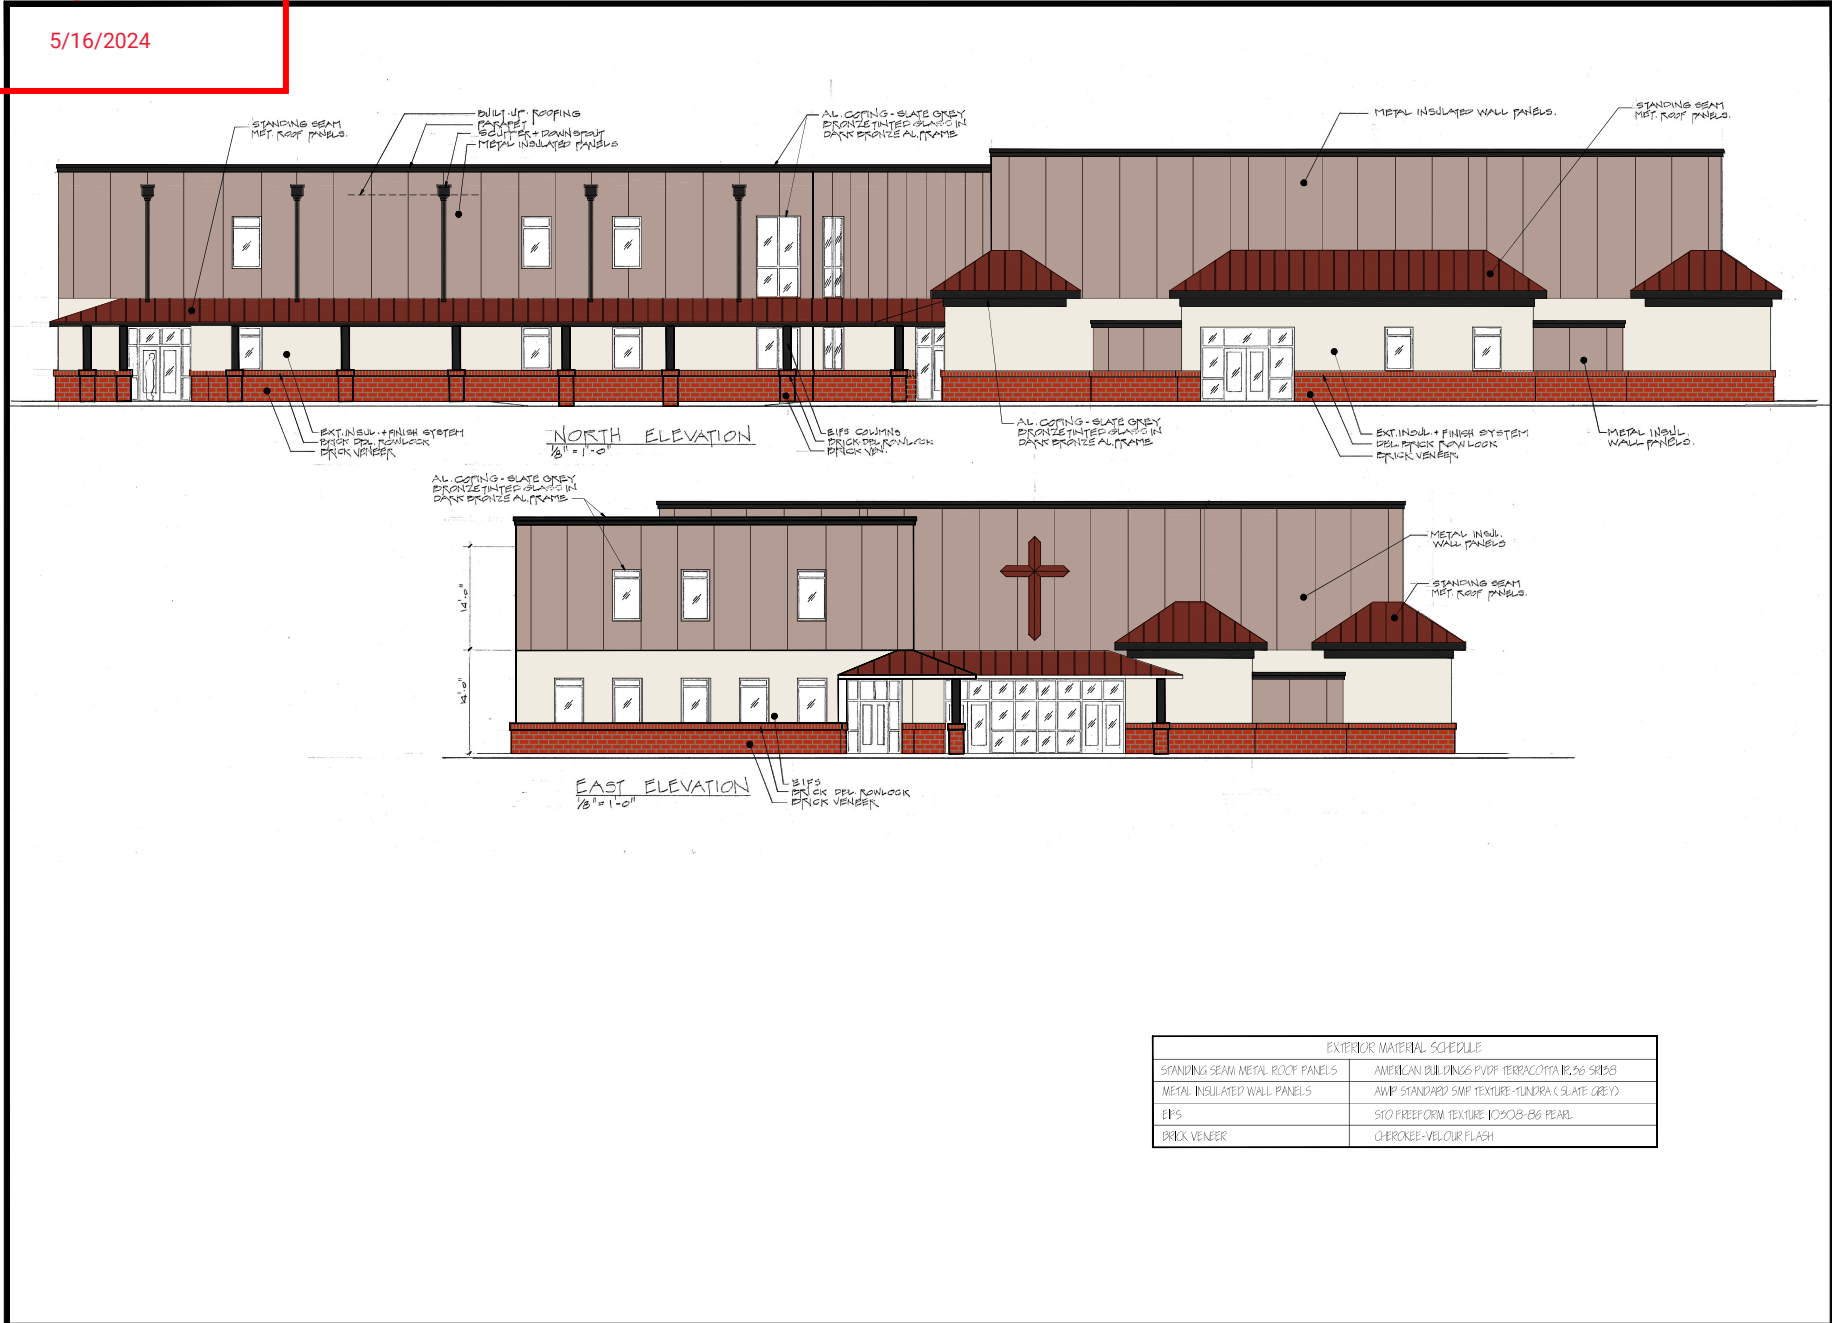 5/16/2024
STANDING SEAM
MET. ROOF PANELS.
BUILT-UP ROOFING
PARAPET
SCUPPER + DOWNSPOUT
METAL INSULATED PANELS
AL. COPING - SLATE GREY
BRONZE TINTED GLASS IN
DARK BRONZE AL. FRAME
METAL INSULATED WALL PANELS.
STANDING SEAM
MET. ROOF PANELS.
EXT. INSUL. + FINISH SYSTEM
BRICK DBL. ROWLOCK
BRICK VENEER
NORTH ELEVATION
1/8" = 1'-0"
EIFS COLUMNS
BRICK DBL. ROWLOCK
BRICK VEN.
AL. COPING - SLATE GREY
BRONZE TINTED GLASS IN
DARK BRONZE AL. FRAME
EXT. INSUL. + FINISH SYSTEM
DBL. BRICK ROWLOCK
BRICK VENEER
METAL INSUL.
WALL PANELS.
AL. COPING - SLATE GREY
BRONZE TINTED GLASS IN
DARK BRONZE AL. FRAME
METAL INSUL.
WALL PANELS
STANDING SEAM
MET. ROOF PANELS.
14'-0"
14'-0"
EAST ELEVATION
1/8" = 1'-0"
EIFS
BRICK DBL. ROWLOCK
BRICK VENEER
EXTERIOR MATERIAL SCHEDULE
STANDING SEAM METAL ROOF PANELS AMERICAN BUILDINGS PVDF TERRACOTTA IR.36 SRI38
METAL INSULATED WALL PANELS AWIP STANDARD SMP TEXTURE-TUNDRA (SLATE GREY)
EIFS STO FREEFORM TEXTURE 10308-86 PEARL
BRICK VENEER CHEROKEE-VELOUR FLASH